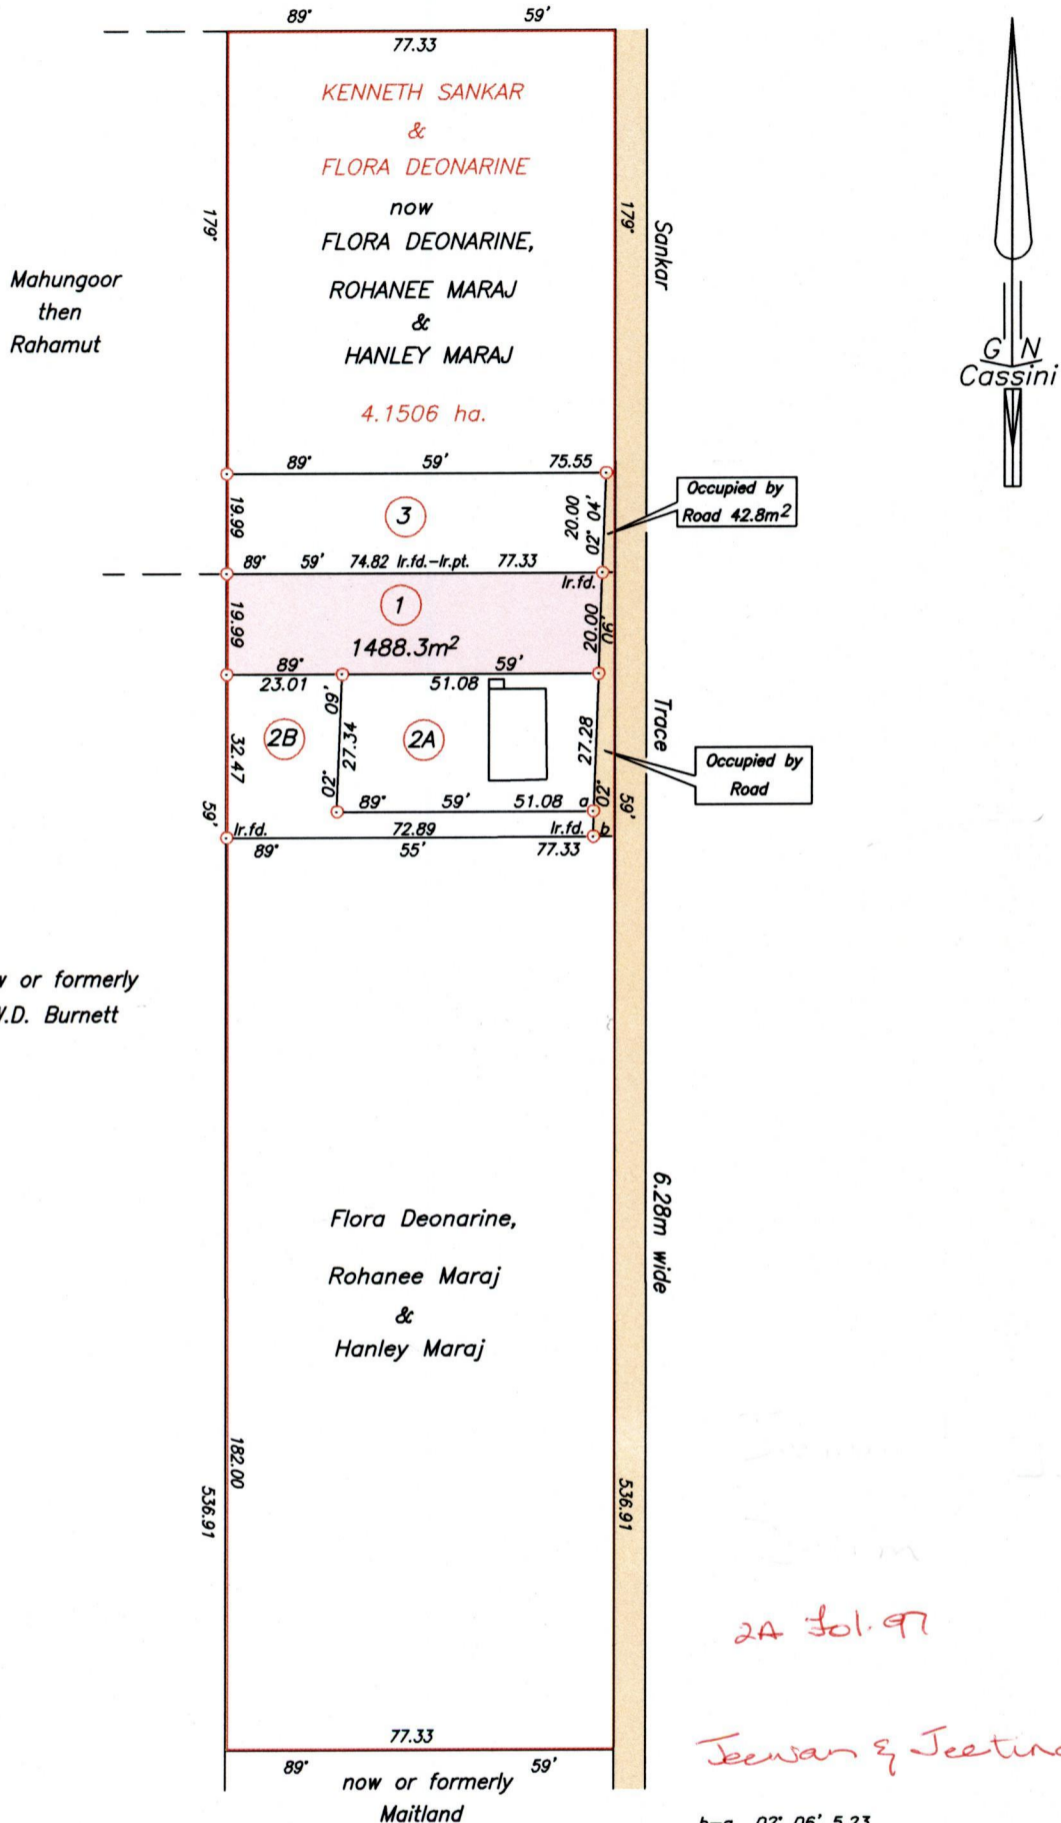 89° 59'
77.33
KENNETH SANKAR
&
FLORA DEONARINE
now
FLORA DEONARINE,
ROHANEE MARAJ
&
HANLEY MARAJ
4.1506 ha.
179°
179°
Sankar
Mahungoor
then
Rahamut
G N
Cassini
89° 59' 75.55
19.99
3
20.00
02° 04'
Occupied by
Road 42.8m²
89° 59' 74.82 Ir.fd.-Ir.pt. 77.33
Ir.fd.
1
19.99
1488.3m²
20.00
06'
89° 59'
23.01 51.08
06'
2B
27.34
02°
2A
32.47
27.28
Trace
Occupied by
Road
89° 59' 51.08 a
02°
59'
59'
Ir.fd. 72.89 Ir.fd. b
89° 55' 77.33
or formerly
.D. Burnett
6.28m wide
Flora Deonarine,
Rohanee Maraj
&
Hanley Maraj
182.00
536.91
536.91
2A Fol. 97
77.33
Jeewan &
89° 59'
now or formerly
Maitland
b-a 02° 06' 5.23